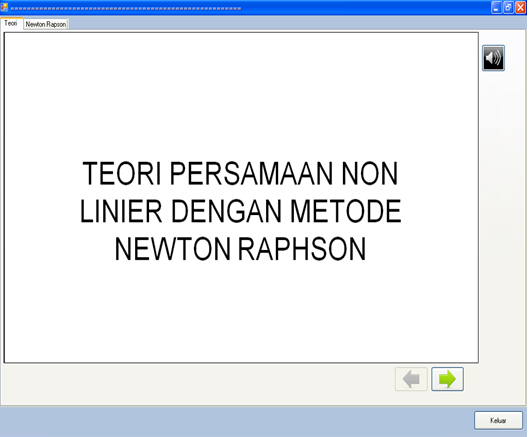 Teori
Newton Rapson
TEORI PERSAMAAN NON
LINIER DENGAN METODE
NEWTON RAPHSON
Keluar